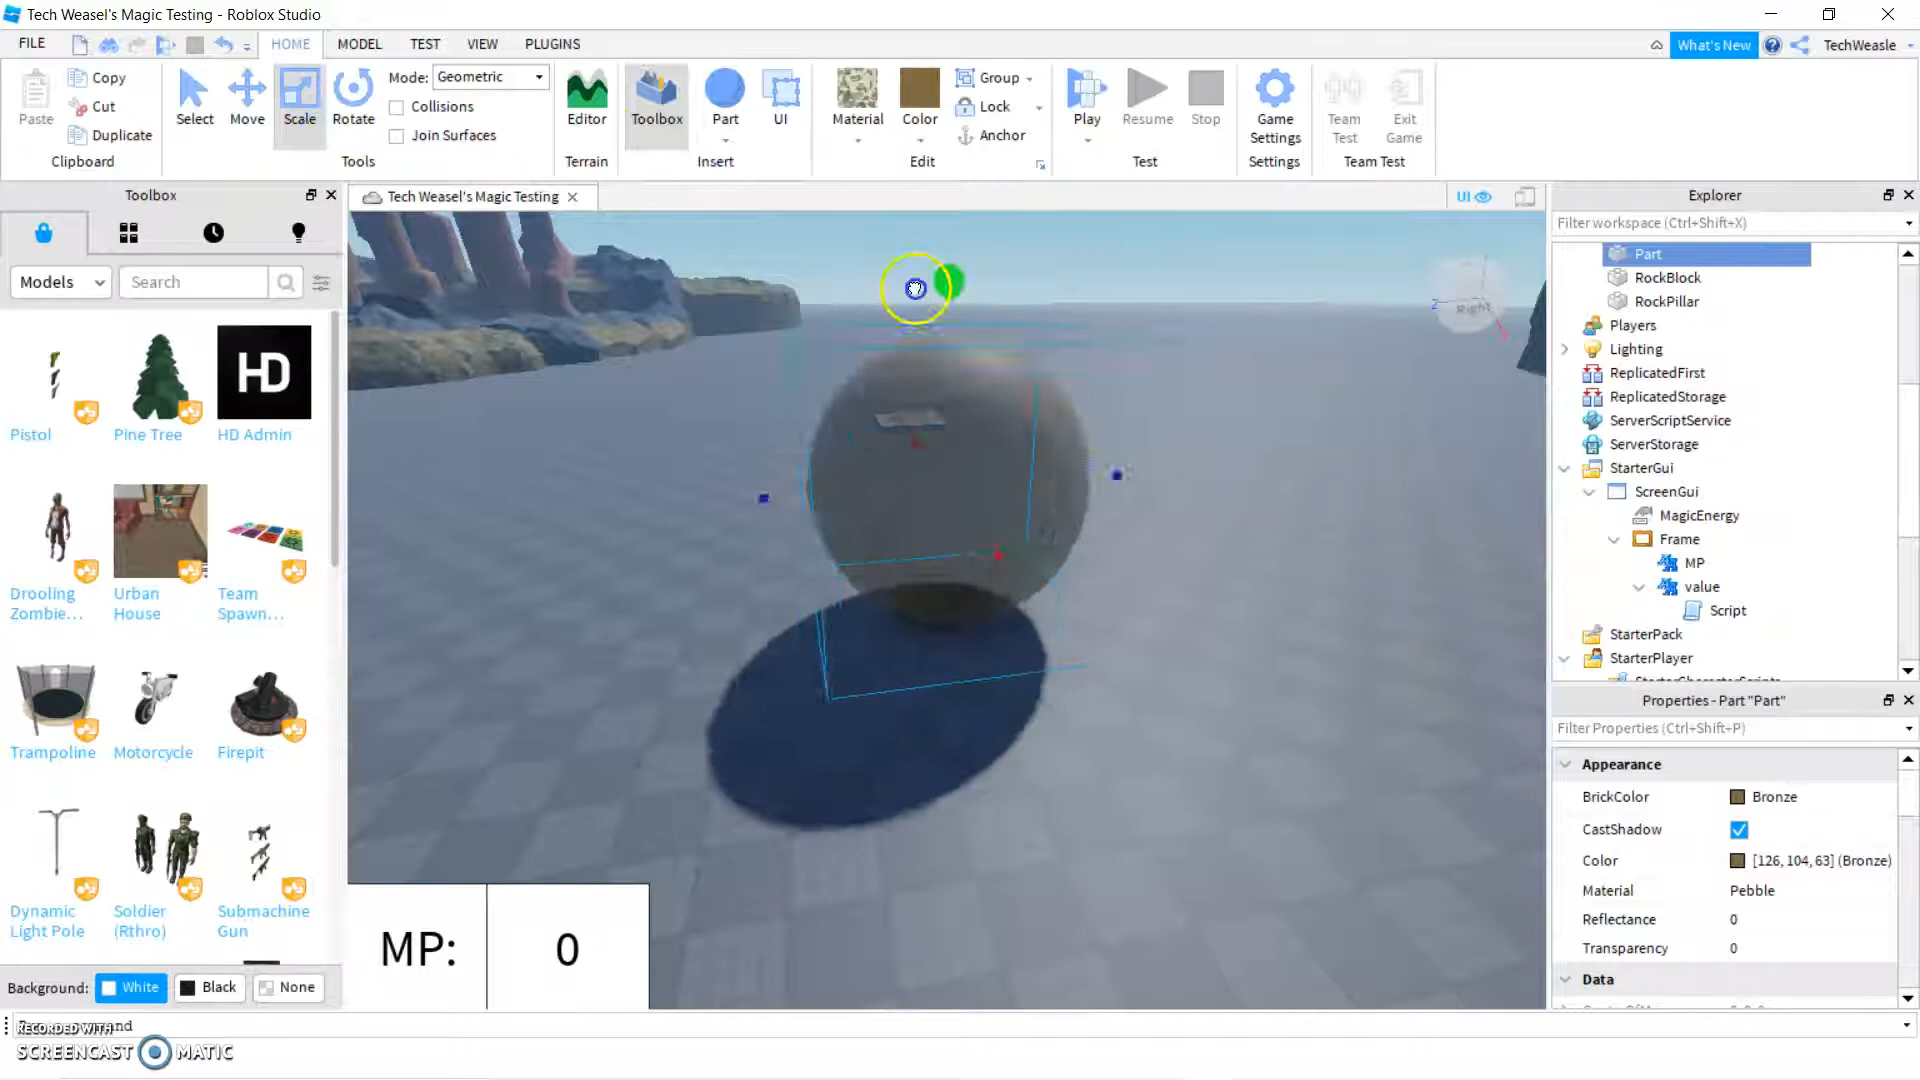 Tech Weasel's Magic Testing - Roblox Studio
FILE
HOME
MODEL
TEST
VIEW
PLUGINS
What's New
TechWeasle
Paste
Copy
Cut
Duplicate
Clipboard
Select
Move
Scale
Rotate
Mode: Geometric
Collisions
Join Surfaces
Tools
Editor
Terrain
Toolbox
Part
UI
Insert
Material
Color
Group
Lock
Anchor
Edit
Play
Resume
Stop
Test
Game
Settings
Settings
Team
Test
Exit
Game
Team Test
Toolbox
Models
Search
HD
Pistol
Pine Tree
HD Admin
Drooling
Zombie...
Urban
House
Team
Spawn...
Trampoline
Motorcycle
Firepit
Dynamic
Light Pole
Soldier
(Rthro)
Submachine
Gun
Background:
White
Black
None
Tech Weasel's Magic Testing
UI
Z
Right
MP:
0
Explorer
Filter workspace (Ctrl+Shift+X)
Part
RockBlock
RockPillar
Players
Lighting
ReplicatedFirst
ReplicatedStorage
ServerScriptService
ServerStorage
StarterGui
ScreenGui
MagicEnergy
Frame
MP
value
Script
StarterPack
StarterPlayer
Properties - Part "Part"
Filter Properties (Ctrl+Shift+P)
Appearance
BrickColor Bronze
CastShadow
Color [126, 104, 63] (Bronze)
Material Pebble
Reflectance 0
Transparency 0
Data
RECORDED WITH
SCREENCAST MATIC